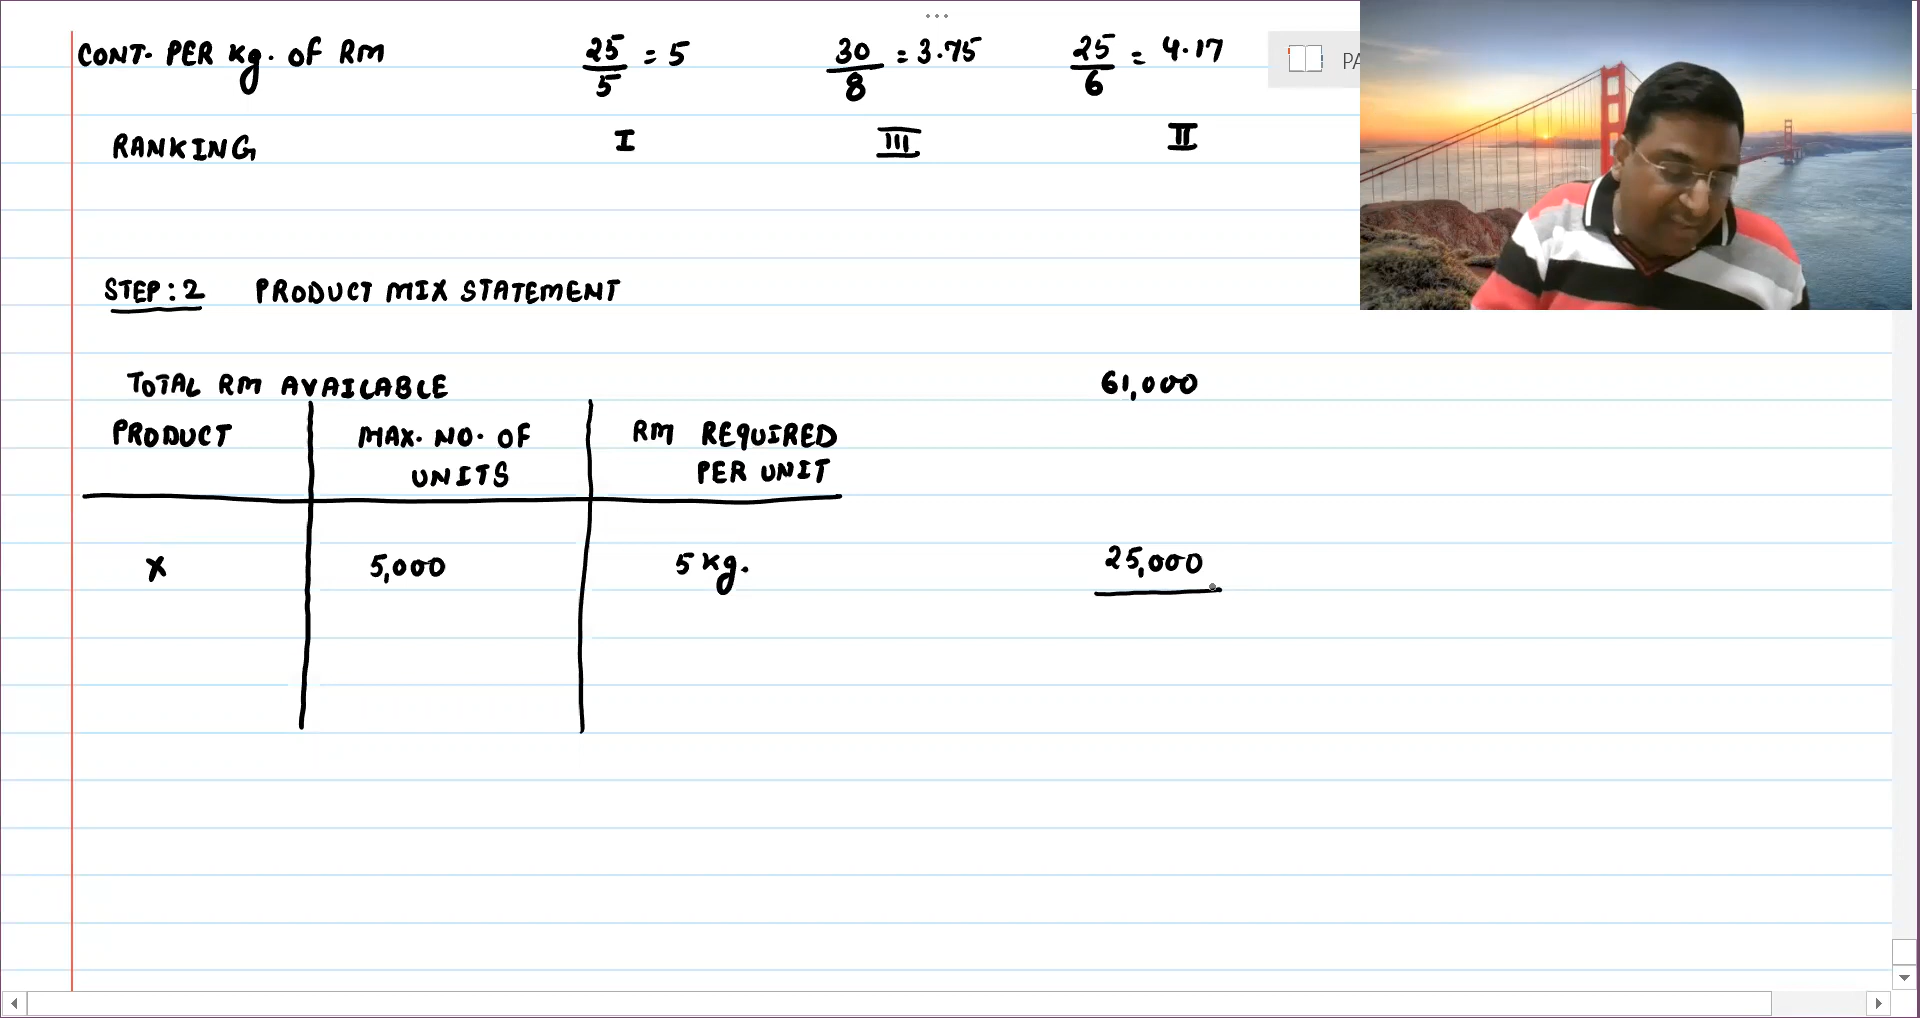 CONT. PER Kg. OF RM 25/5 = 5 30/8 = 3.75 25/6 = 4.17
PA
RANKING I III II
STEP:2 PRODUCT MIX STATEMENT
TOTAL RM AVAILABLE 61,000
PRODUCT MAX. NO. OF RM REQUIRED
UNITS PER UNIT
X 5,000 5 Kg. 25,000